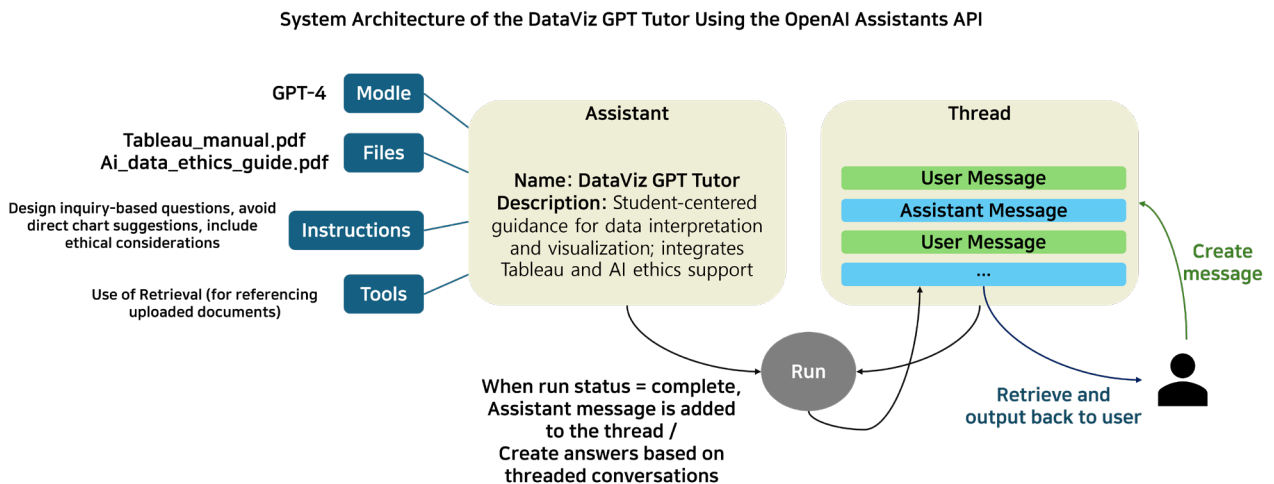 System Architecture of the DataViz GPT Tutor Using the OpenAI Assistants API
GPT-4
Modle
Tableau_manual.pdf
Ai_data_ethics_guide.pdf
Files
Design inquiry-based questions, avoid
direct chart suggestions, include
ethical considerations
Instructions
Use of Retrieval (for referencing
uploaded documents)
Tools
Assistant
Name: DataViz GPT Tutor
Description: Student-centered
guidance for data interpretation
and visualization; integrates
Tableau and AI ethics support
Thread
User Message
Assistant Message
User Message
...
Create
message
Run
When run status = complete,
Assistant message is added
to the thread /
Create answers based on
threaded conversations
Retrieve and
output back to user